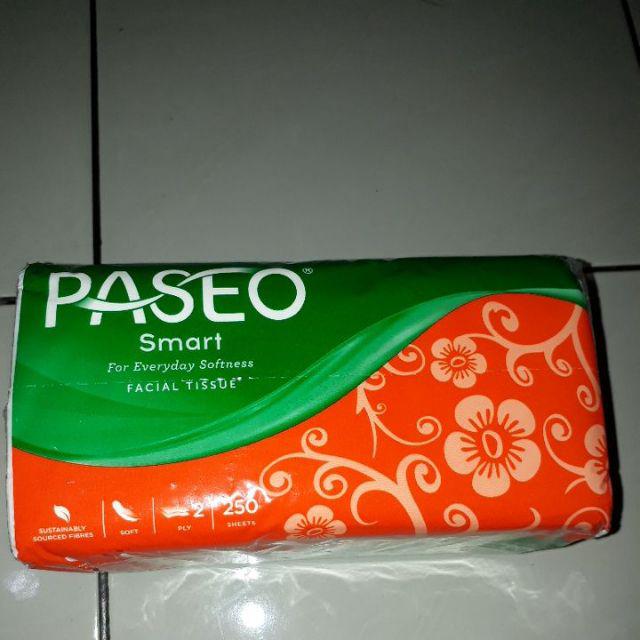 PASEO®
Smart
For Everyday Softness
FACIAL TISSUE
SUSTAINABLY
SOURCED FIBRES
SOFT
2
PLY
250
SHEETS